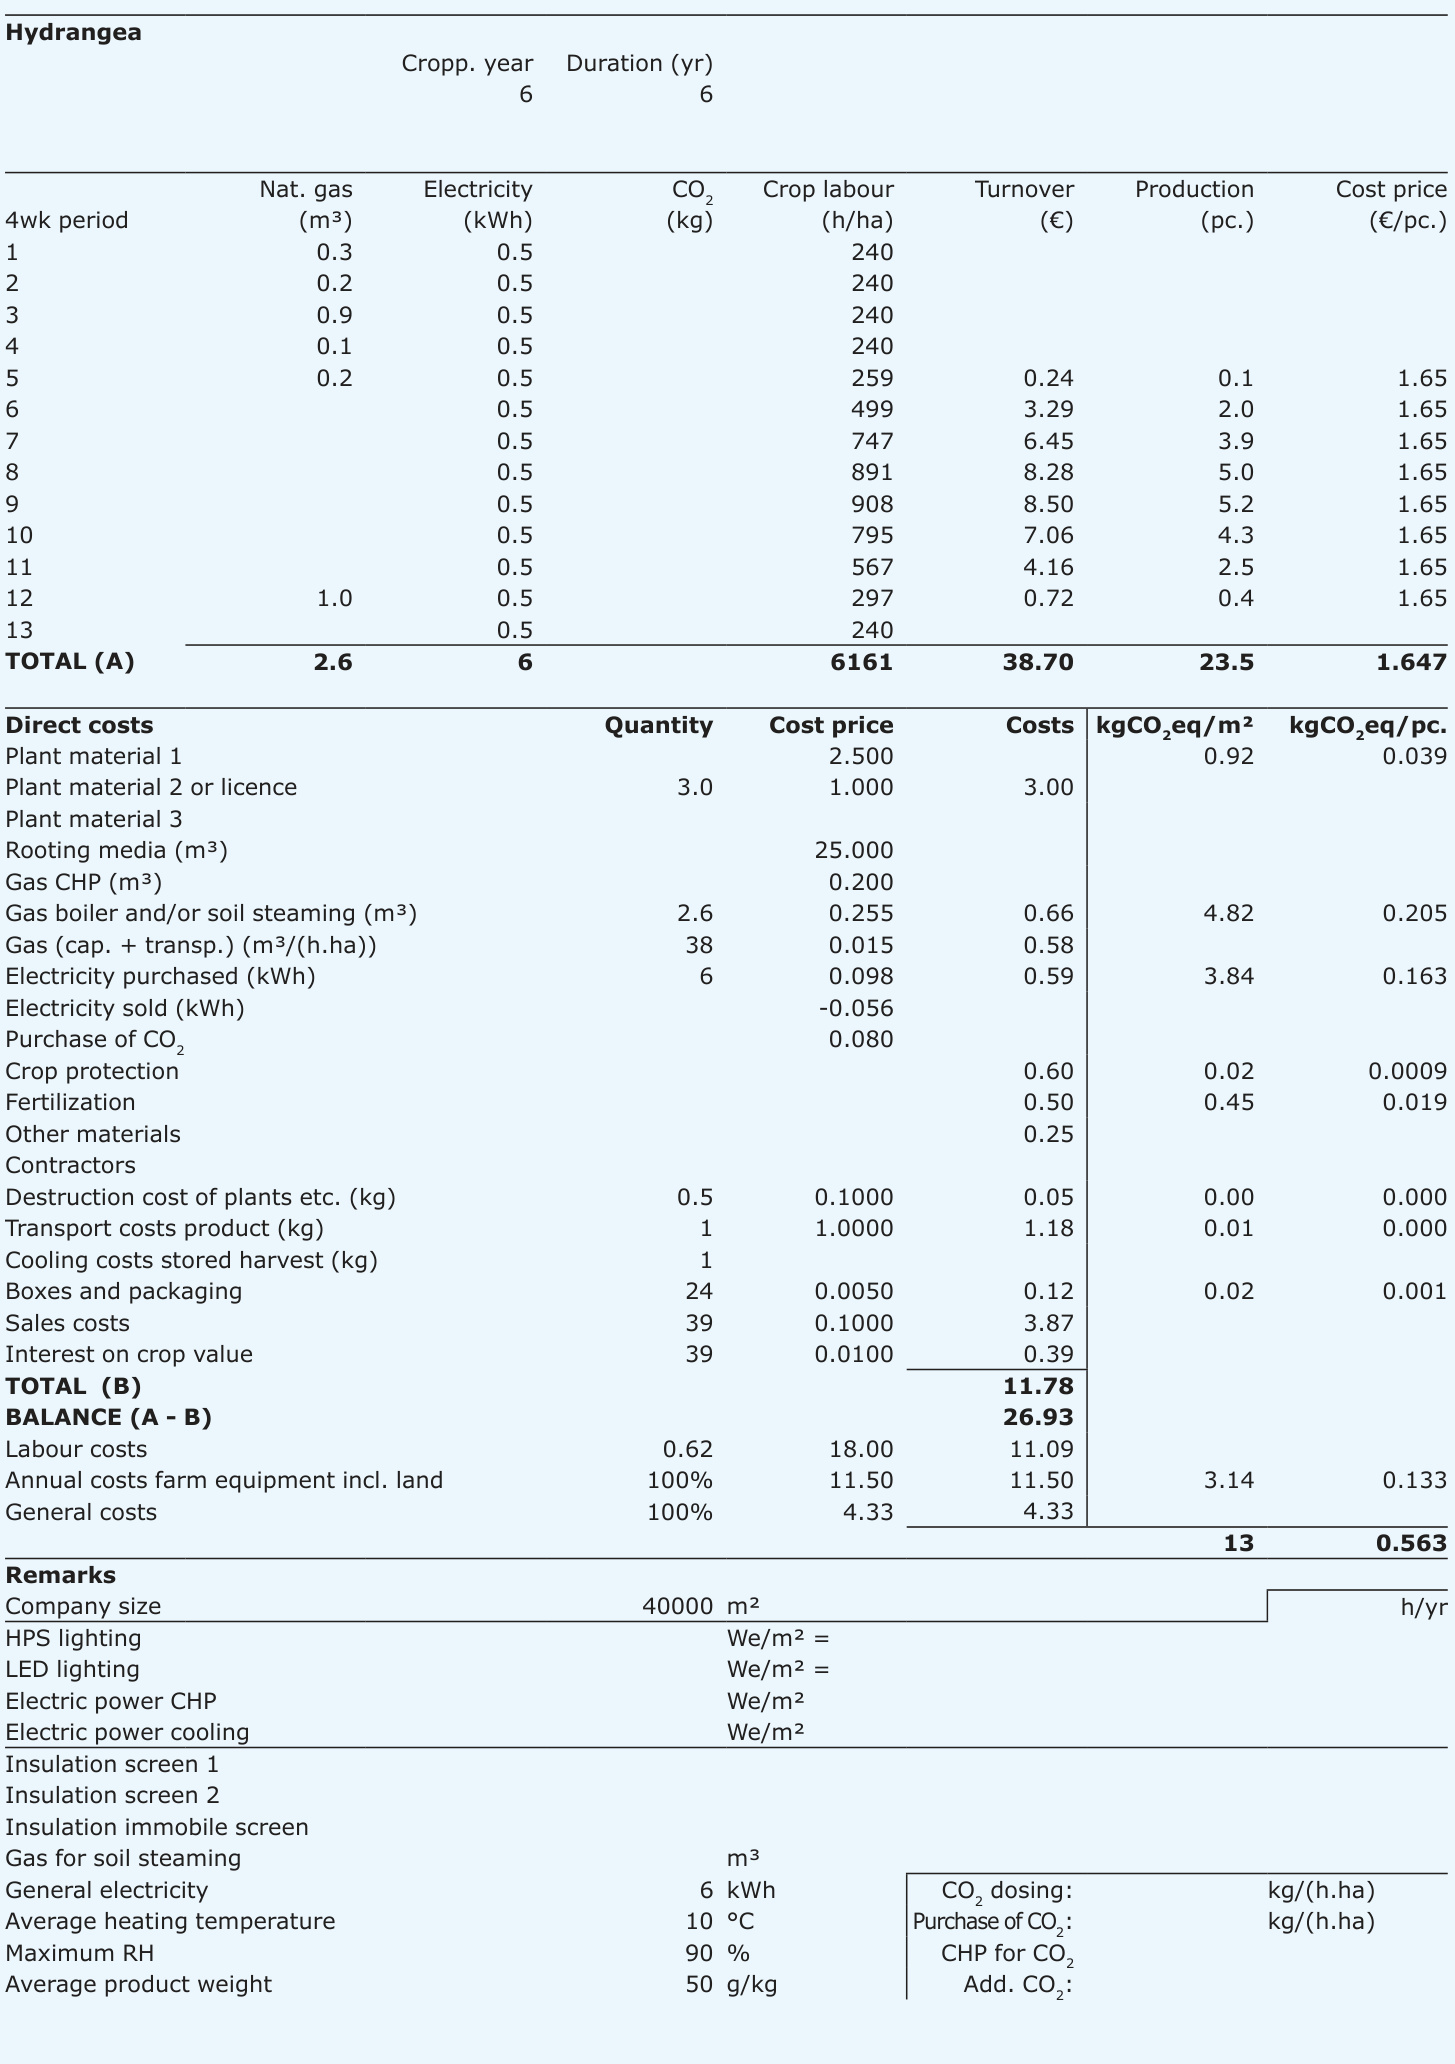 Hydrangea
Cropp. year Duration (yr)
6 6
Nat. gas Electricity CO2 Crop labour Turnover Production Cost price
4wk period (m³) (kWh) (kg) (h/ha) (€) (pc.) (€/pc.)
1 0.3 0.5 240
2 0.2 0.5 240
3 0.9 0.5 240
4 0.1 0.5 240
5 0.2 0.5 259 0.24 0.1 1.65
6 0.5 499 3.29 2.0 1.65
7 0.5 747 6.45 3.9 1.65
8 0.5 891 8.28 5.0 1.65
9 0.5 908 8.50 5.2 1.65
10 0.5 795 7.06 4.3 1.65
11 0.5 567 4.16 2.5 1.65
12 1.0 0.5 297 0.72 0.4 1.65
13 0.5 240
TOTAL (A) 2.6 6 6161 38.70 23.5 1.647
Direct costs Quantity Cost price Costs kgCO2eq/m² kgCO2eq/pc.
Plant material 1 2.500 0.92 0.039
Plant material 2 or licence 3.0 1.000 3.00
Plant material 3
Rooting media (m³) 25.000
Gas CHP (m³) 0.200
Gas boiler and/or soil steaming (m³) 2.6 0.255 0.66 4.82 0.205
Gas (cap. + transp.) (m³/(h.ha)) 38 0.015 0.58
Electricity purchased (kWh) 6 0.098 0.59 3.84 0.163
Electricity sold (kWh) -0.056
Purchase of CO2 0.080
Crop protection 0.60 0.02 0.0009
Fertilization 0.50 0.45 0.019
Other materials 0.25
Contractors
Destruction cost of plants etc. (kg) 0.5 0.1000 0.05 0.00 0.000
Transport costs product (kg) 1 1.0000 1.18 0.01 0.000
Cooling costs stored harvest (kg) 1
Boxes and packaging 24 0.0050 0.12 0.02 0.001
Sales costs 39 0.1000 3.87
Interest on crop value 39 0.0100 0.39
TOTAL (B) 11.78
BALANCE (A - B) 26.93
Labour costs 0.62 18.00 11.09
Annual costs farm equipment incl. land 100% 11.50 11.50 3.14 0.133
General costs 100% 4.33 4.33
13 0.563
Remarks
Company size 40000 m² h/yr
HPS lighting We/m² =
LED lighting We/m² =
Electric power CHP We/m²
Electric power cooling We/m²
Insulation screen 1
Insulation screen 2
Insulation immobile screen
Gas for soil steaming m³
General electricity 6 kWh CO2 dosing: kg/(h.ha)
Average heating temperature 10 °C Purchase of CO2: kg/(h.ha)
Maximum RH 90 % CHP for CO2
Average product weight 50 g/kg Add. CO2: